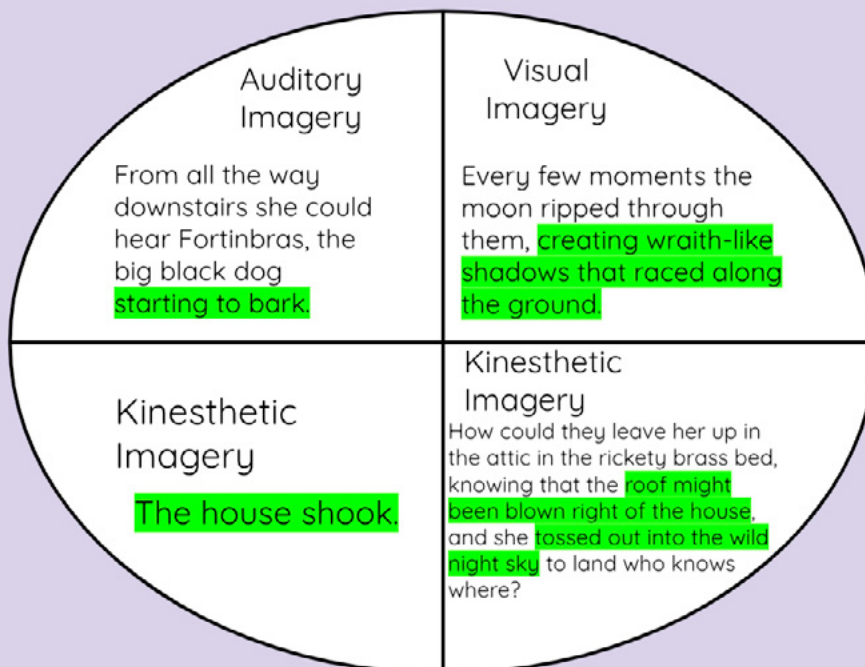 Auditory
Imagery
From all the way
downstairs she could
hear Fortinbras, the
big black dog
starting to bark.
Visual
Imagery
Every few moments the
moon ripped through
them, creating wraith-like
shadows that raced along
the ground.
Kinesthetic
Imagery
The house shook.
Kinesthetic
Imagery
How could they leave her up in
the attic in the rickety brass bed,
knowing that the roof might
been blown right of the house,
and she tossed out into the wild
night sky to land who knows
where?